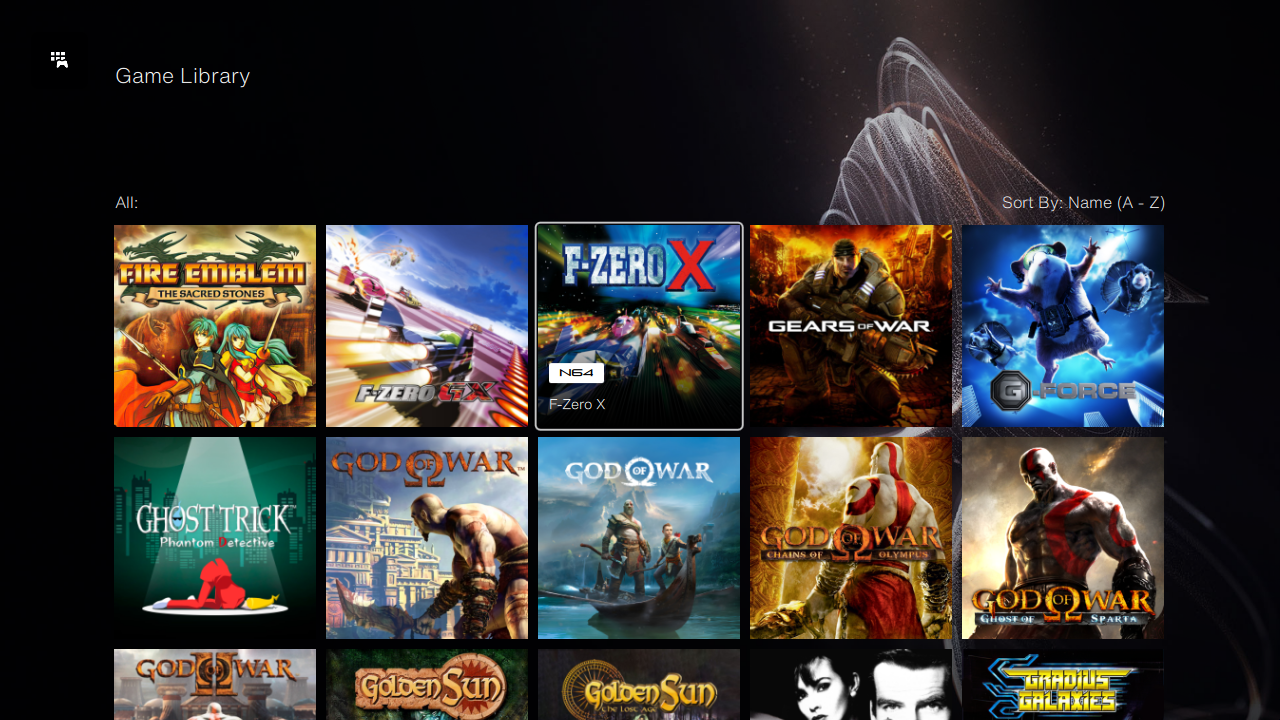 Game Library
All:
Sort By: Name (A - Z)
FIRE EMBLEM
THE SACRED STONES
F-ZERO GX
F-ZERO X
N64
F-Zero X
GEARS OF WAR
G-FORCE
GHOST TRICK
Phantom Detective
GOD OF WAR™
GOD OF WAR
GOD OF WAR
CHAINS OF OLYMPUS
GOD OF WAR
GHOST OF SPARTA
GOD OF WAR
II
GOLDEN SUN
GOLDEN SUN
The Lost Age
GRADIUS
GALAXIES